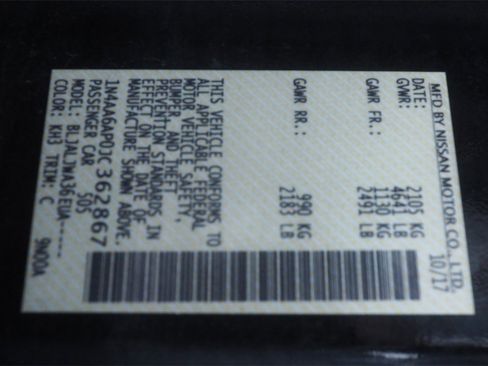 MFD BY NISSAN MOTOR CO., LTD.
DATE: 10/17
GVWR: 2105 KG
4641 LB
GAWR FR.: 1130 KG
2491 LB
GAWR RR.: 990 KG
2183 LB
THIS VEHICLE CONFORMS TO
ALL APPLICABLE FEDERAL
MOTOR VEHICLE SAFETY,
BUMPER, AND THEFT
PREVENTION STANDARDS IN
EFFECT ON THE DATE OF
MANUFACTURE SHOWN ABOVE.
1N4AA6AP0JC362867
PASSENGER CAR 505
MODEL: BLJALJWA36EUA-----
COLOR: KH3 TRIM: C 9N00A